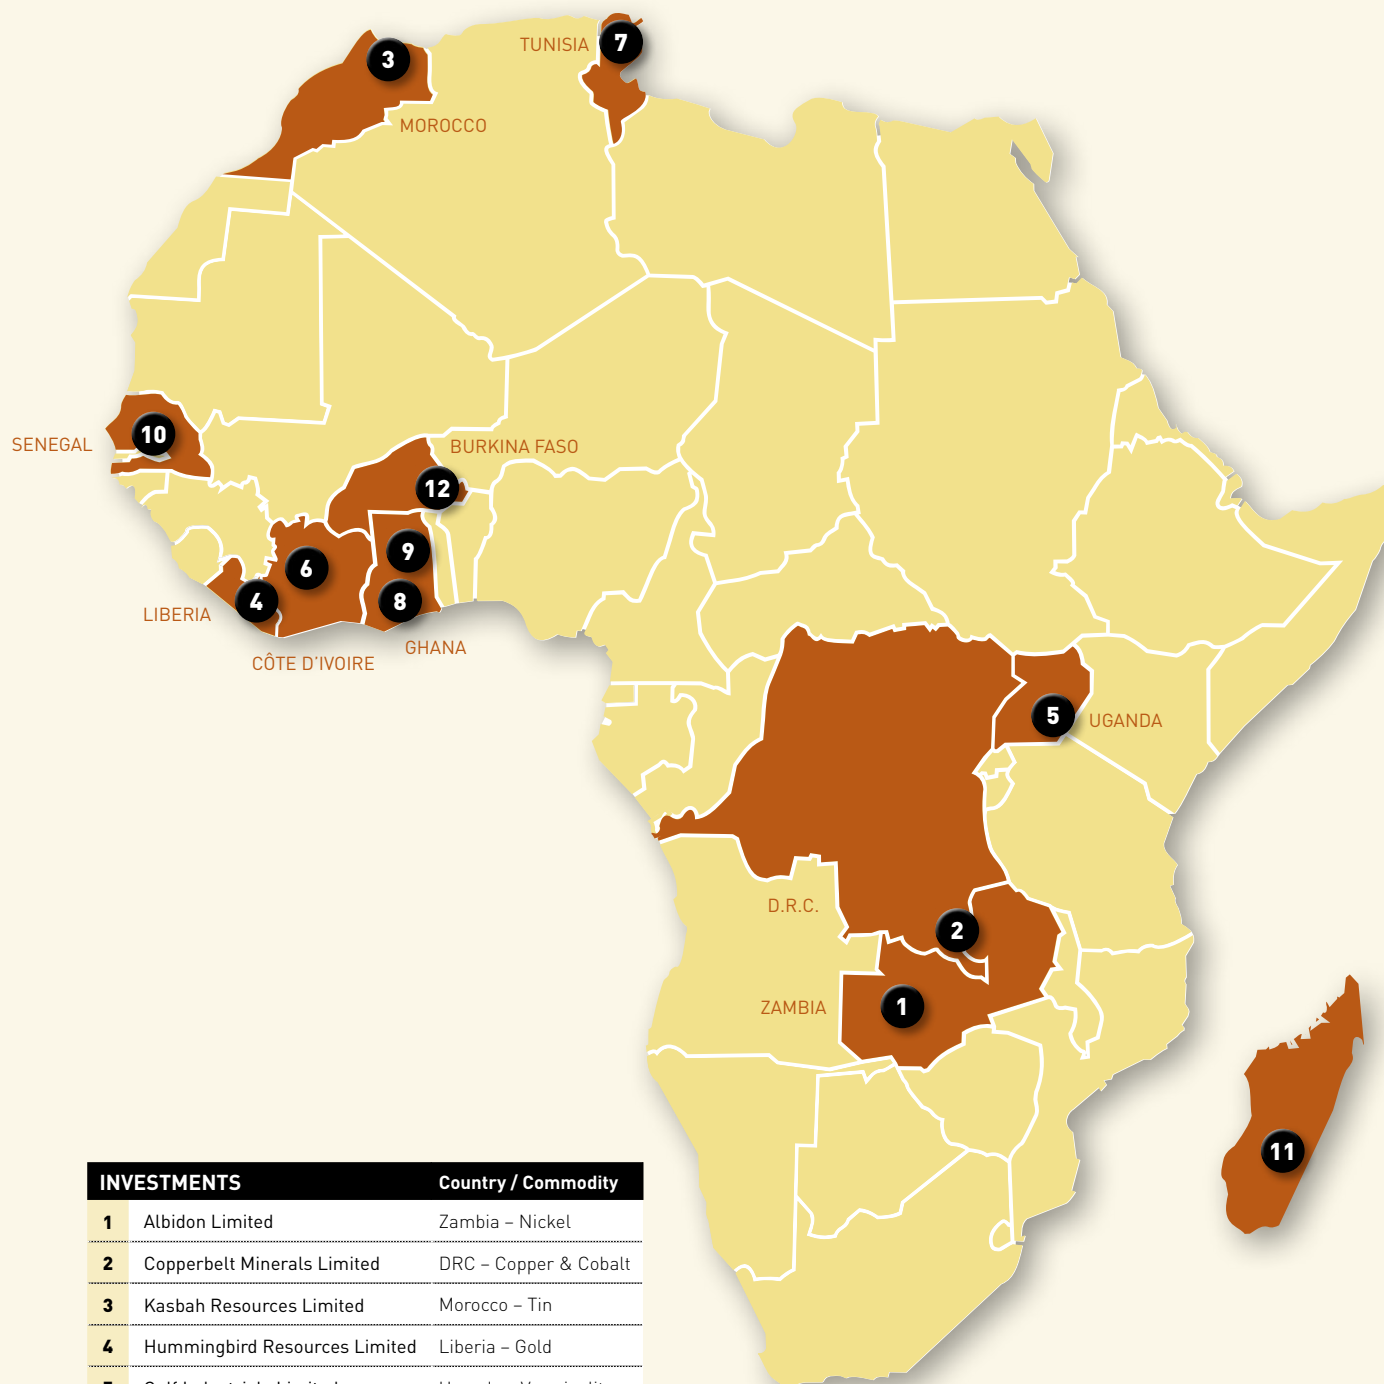 TUNISIA 7
3
MOROCCO
10
SENEGAL
BURKINA FASO
12
9
6
8
4
LIBERIA
GHANA
CÔTE D'IVOIRE
5 UGANDA
D.R.C.
2
ZAMBIA 1
11
INVESTMENTS Country / Commodity
1 Albidon Limited Zambia – Nickel
2 Copperbelt Minerals Limited DRC – Copper & Cobalt
3 Kasbah Resources Limited Morocco – Tin
4 Hummingbird Resources Limited Liberia – Gold